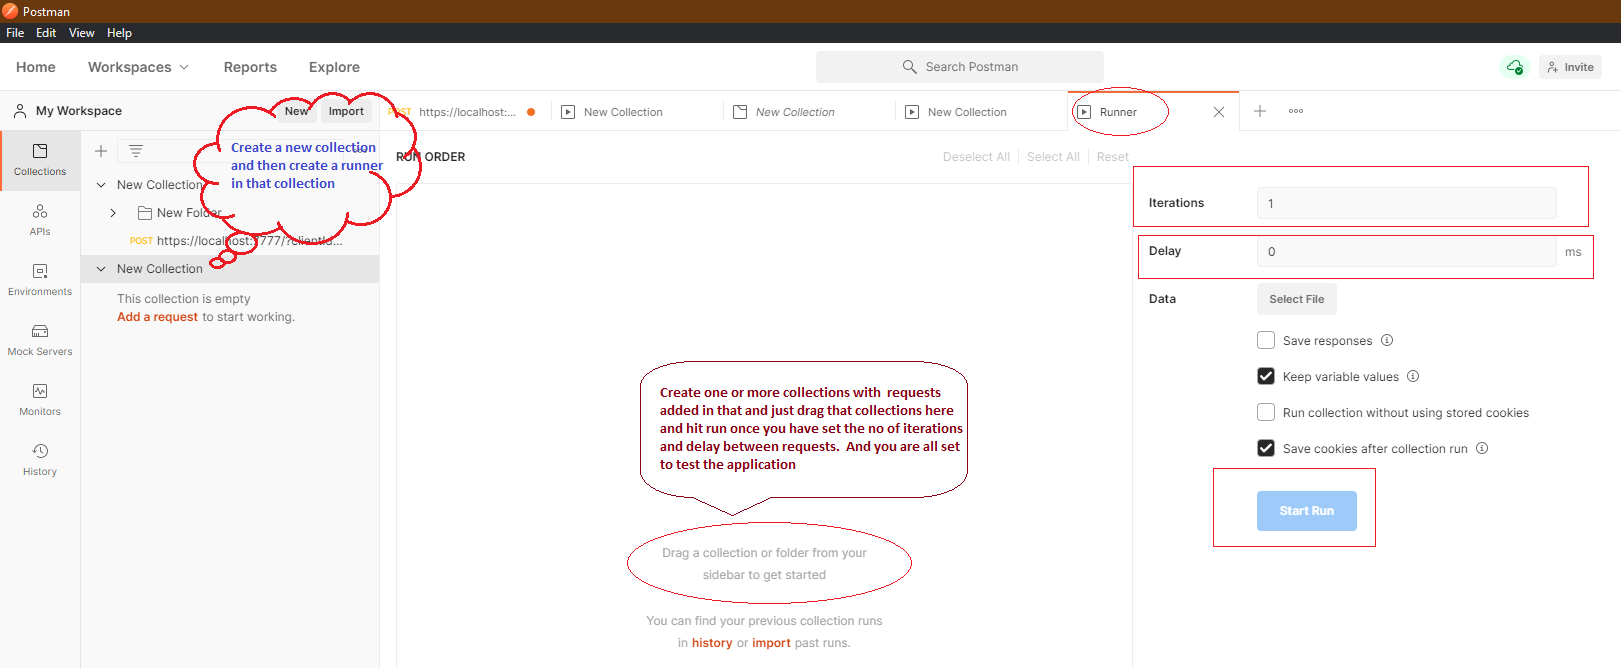 Postman
File Edit View Help
Home Workspaces Reports Explore
Search Postman
Invite
My Workspace
New Import
POST https://localhost:...
New Collection
New Collection
New Collection
Runner
Collections
APIs
Environments
Mock Servers
Monitors
History
Create a new collection
and then create a runner
in that collection
New Collection
New Folder
POST https://localhost:7777/?clientId...
New Collection
This collection is empty
Add a request to start working.
RUN ORDER
Deselect All Select All Reset
Create one or more collections with requests
added in that and just drag that collections here
and hit run once you have set the no of iterations
and delay between requests. And you are all set
to test the application
Drag a collection or folder from your
sidebar to get started
You can find your previous collection runs
in history or import past runs.
Iterations 1
Delay 0 ms
Data Select File
Save responses
Keep variable values
Run collection without using stored cookies
Save cookies after collection run
Start Run